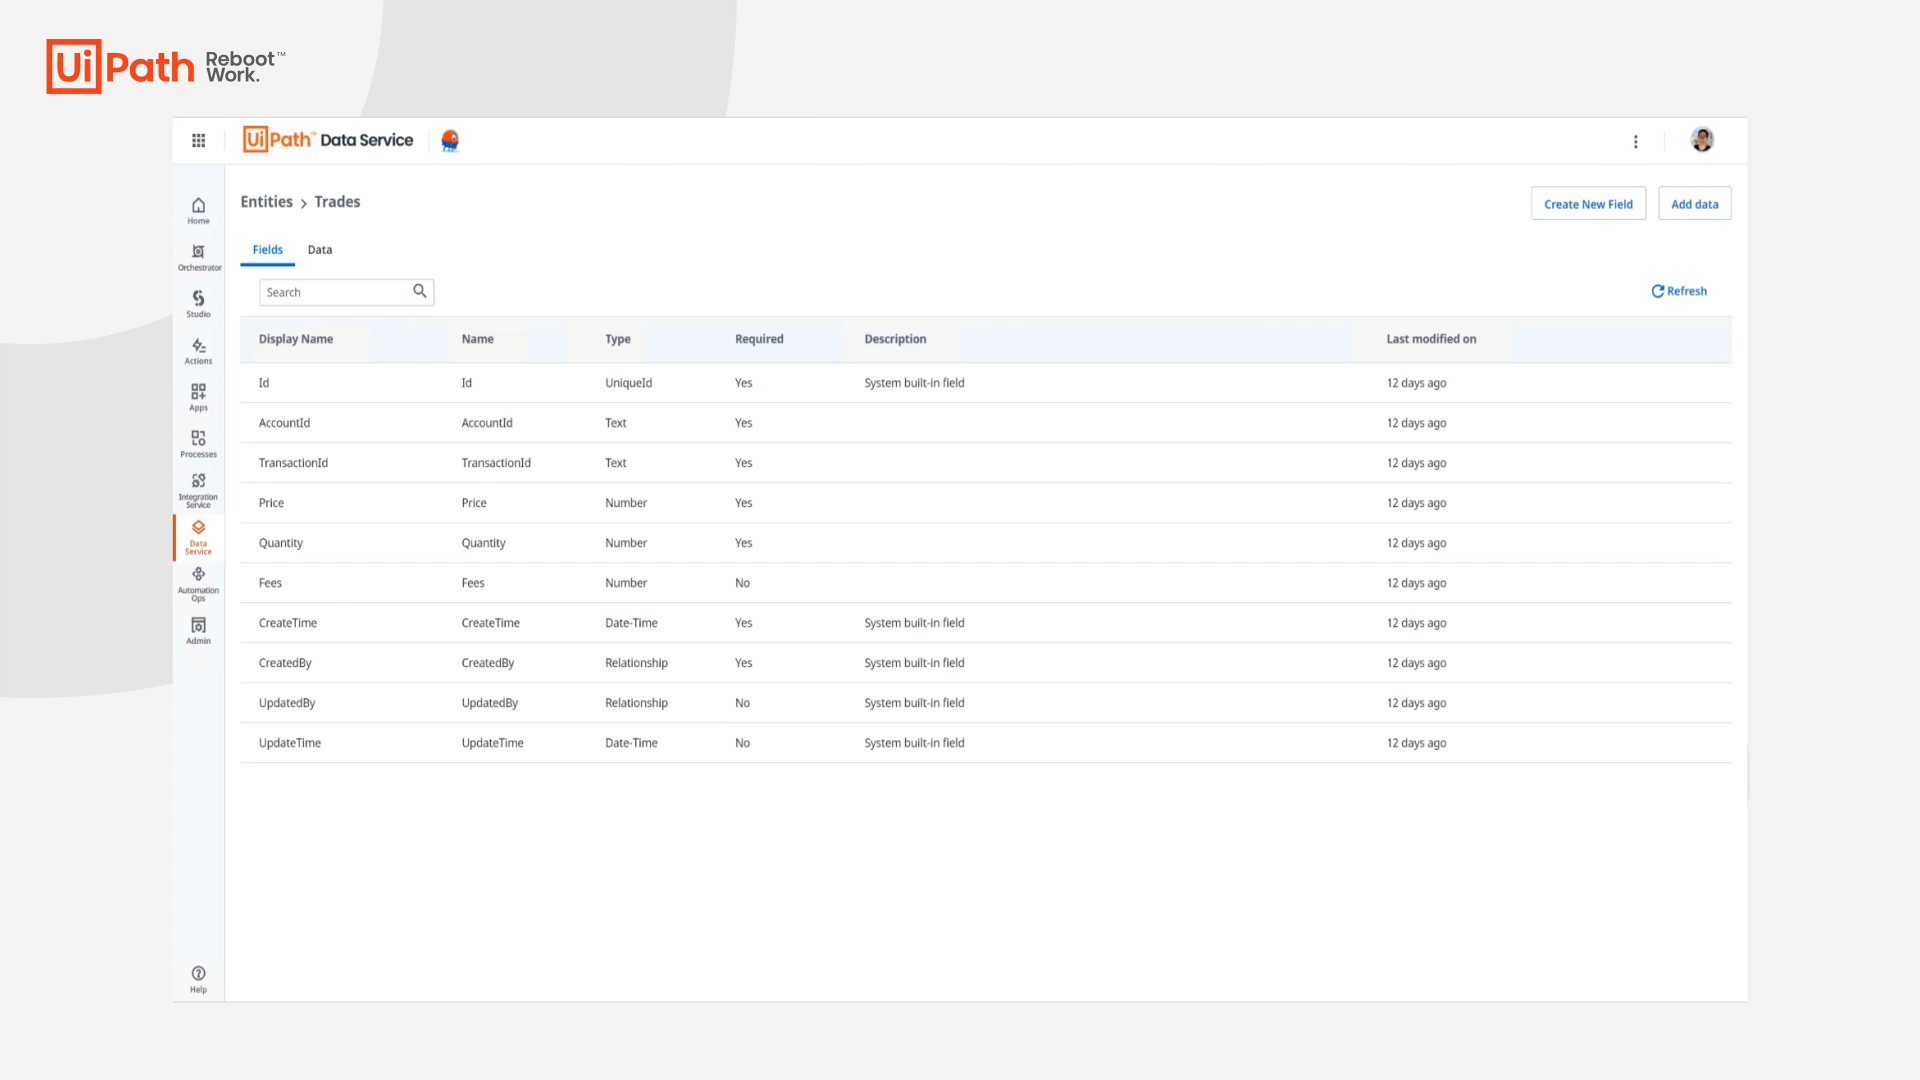 UiPath Reboot™
Work.
UiPath™ Data Service
Entities > Trades
Create New Field
Add data
Fields
Data
Search
Refresh
Display Name Name Type Required Description Last modified on
Id Id UniqueId Yes System built-in field 12 days ago
AccountId AccountId Text Yes 12 days ago
TransactionId TransactionId Text Yes 12 days ago
Price Price Number Yes 12 days ago
Quantity Quantity Number Yes 12 days ago
Fees Fees Number No 12 days ago
CreateTime CreateTime Date-Time Yes System built-in field 12 days ago
CreatedBy CreatedBy Relationship Yes System built-in field 12 days ago
UpdatedBy UpdatedBy Relationship No System built-in field 12 days ago
UpdateTime UpdateTime Date-Time No System built-in field 12 days ago
Home
Orchestrator
Studio
Actions
Apps
Processes
Integration
Service
Data
Service
Automation
Ops
Admin
Help